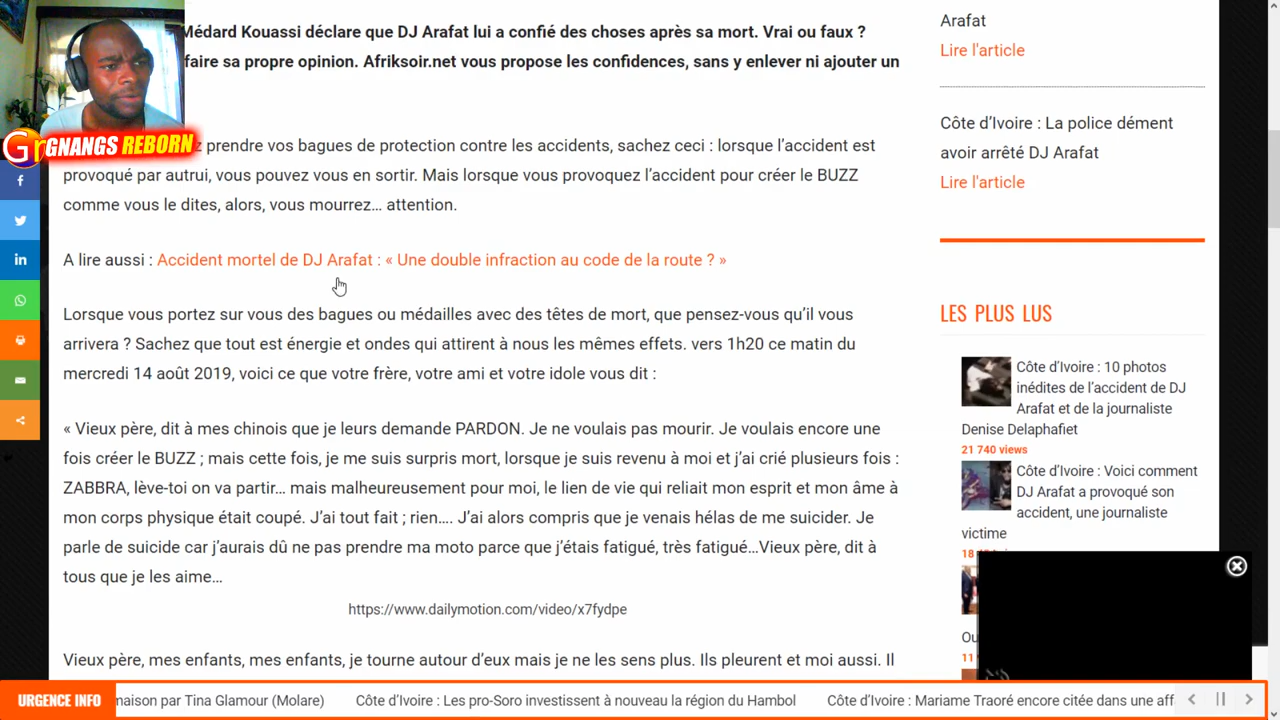 Médard Kouassi déclare que DJ Arafat lui a confié des choses après sa mort. Vrai ou faux ?
faire sa propre opinion. Afriksoir.net vous propose les confidences, sans y enlever ni ajouter un
Gr GNANGS REBORN
prendre vos bagues de protection contre les accidents, sachez ceci : lorsque l’accident est
provoqué par autrui, vous pouvez vous en sortir. Mais lorsque vous provoquez l’accident pour créer le BUZZ
comme vous le dites, alors, vous mourrez… attention.
A lire aussi : Accident mortel de DJ Arafat : « Une double infraction au code de la route ? »
Lorsque vous portez sur vous des bagues ou médailles avec des têtes de mort, que pensez-vous qu’il vous
arrivera ? Sachez que tout est énergie et ondes qui attirent à nous les mêmes effets. vers 1h20 ce matin du
mercredi 14 août 2019, voici ce que votre frère, votre ami et votre idole vous dit :
« Vieux père, dit à mes chinois que je leurs demande PARDON. Je ne voulais pas mourir. Je voulais encore une
fois créer le BUZZ ; mais cette fois, je me suis surpris mort, lorsque je suis revenu à moi et j’ai crié plusieurs fois :
ZABBRA, lève-toi on va partir… mais malheureusement pour moi, le lien de vie qui reliait mon esprit et mon âme à
mon corps physique était coupé. J’ai tout fait ; rien…. J’ai alors compris que je venais hélas de me suicider. Je
parle de suicide car j’aurais dû ne pas prendre ma moto parce que j’étais fatigué, très fatigué…Vieux père, dit à
tous que je les aime…
https://www.dailymotion.com/video/x7fydpe
Vieux père, mes enfants, mes enfants, je tourne autour d’eux mais je ne les sens plus. Ils pleurent et moi aussi. Il
Arafat
Lire l'article
Côte d’Ivoire : La police dément
avoir arrêté DJ Arafat
Lire l'article
LES PLUS LUS
Côte d’Ivoire : 10 photos
inédites de l’accident de DJ
Arafat et de la journaliste
Denise Delaphafiet
21 740 views
Côte d’Ivoire : Voici comment
DJ Arafat a provoqué son
accident, une journaliste
victime
18
Ou
11
URGENCE INFO
maison par Tina Glamour (Molare)
Côte d’Ivoire : Les pro-Soro investissent à nouveau la région du Hambol
Côte d’Ivoire : Mariame Traoré encore citée dans une aff